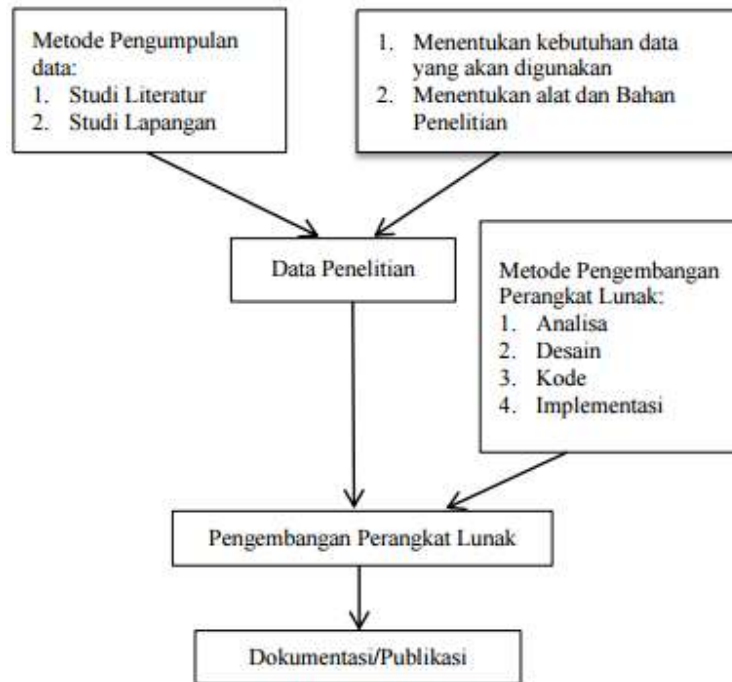 Metode Pengumpulan
data:
1. Studi Literatur
2. Studi Lapangan
1. Menentukan kebutuhan data
yang akan digunakan
2. Menentukan alat dan Bahan
Penelitian
Data Penelitian
Metode Pengembangan
Perangkat Lunak:
1. Analisa
2. Desain
3. Kode
4. Implementasi
Pengembangan Perangkat Lunak
Dokumentasi/Publikasi